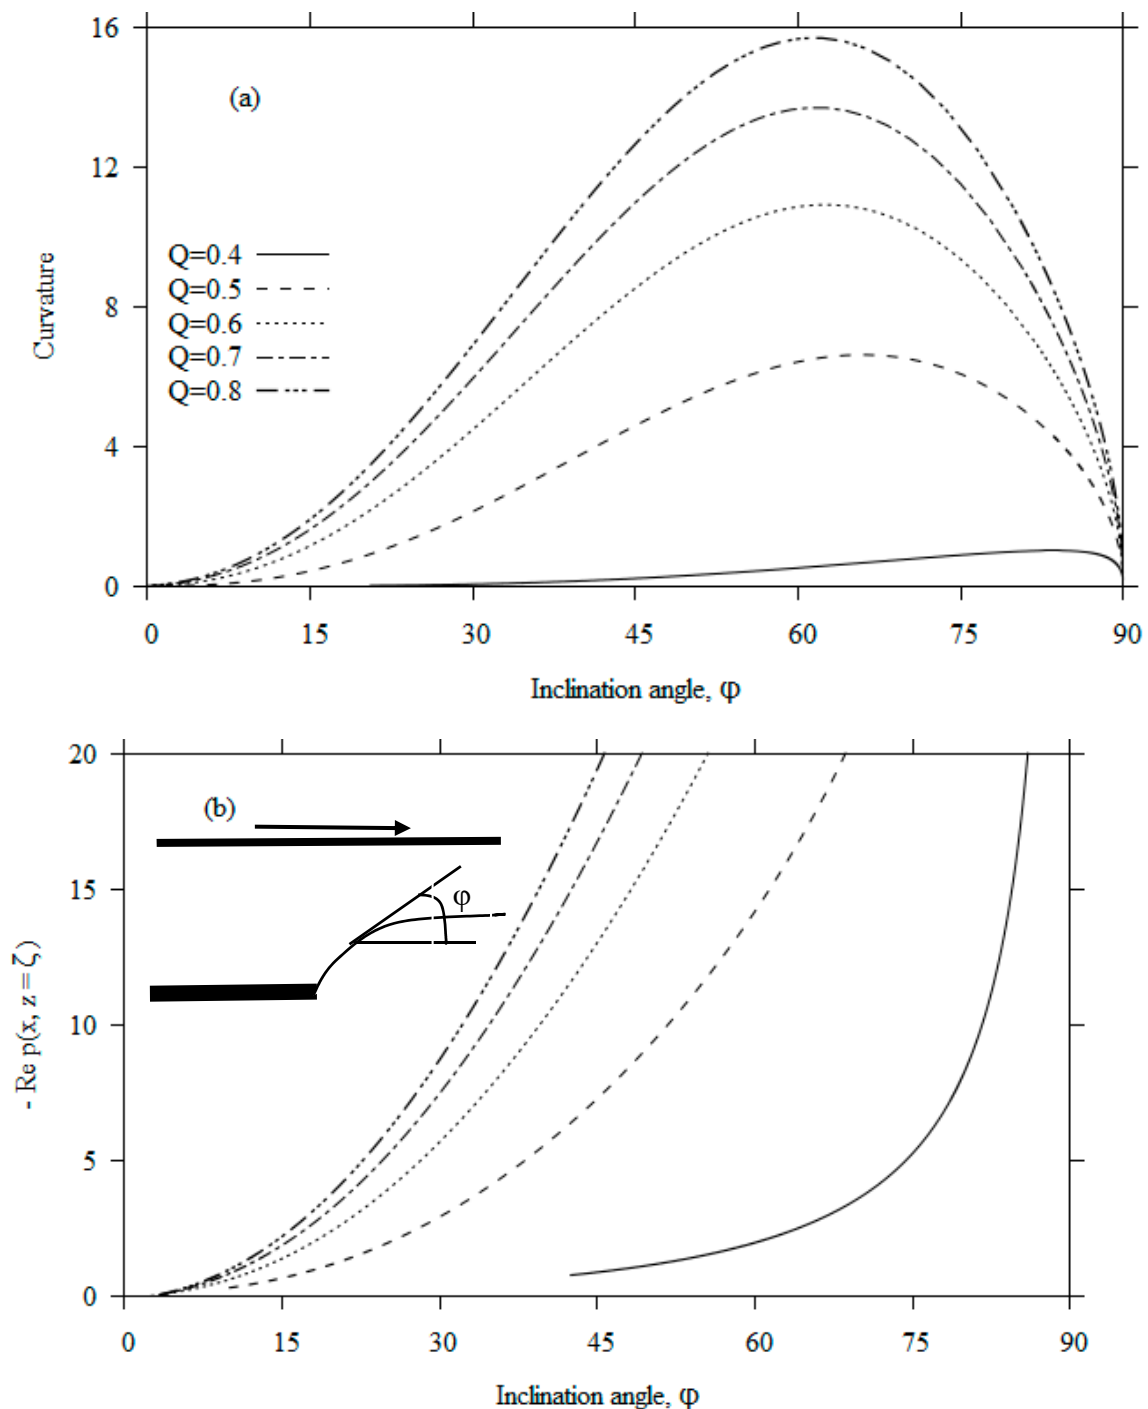 16
(a)
12
Q=0.4
Q=0.5
Q=0.6
Q=0.7
Q=0.8
Curvature
8
4
0
0 15 30 45 60 75 90
Inclination angle, φ
20
(b)
φ
15
10
5
0
- Re p(x, z = ζ)
0 15 30 45 60 75 90
Inclination angle, φ